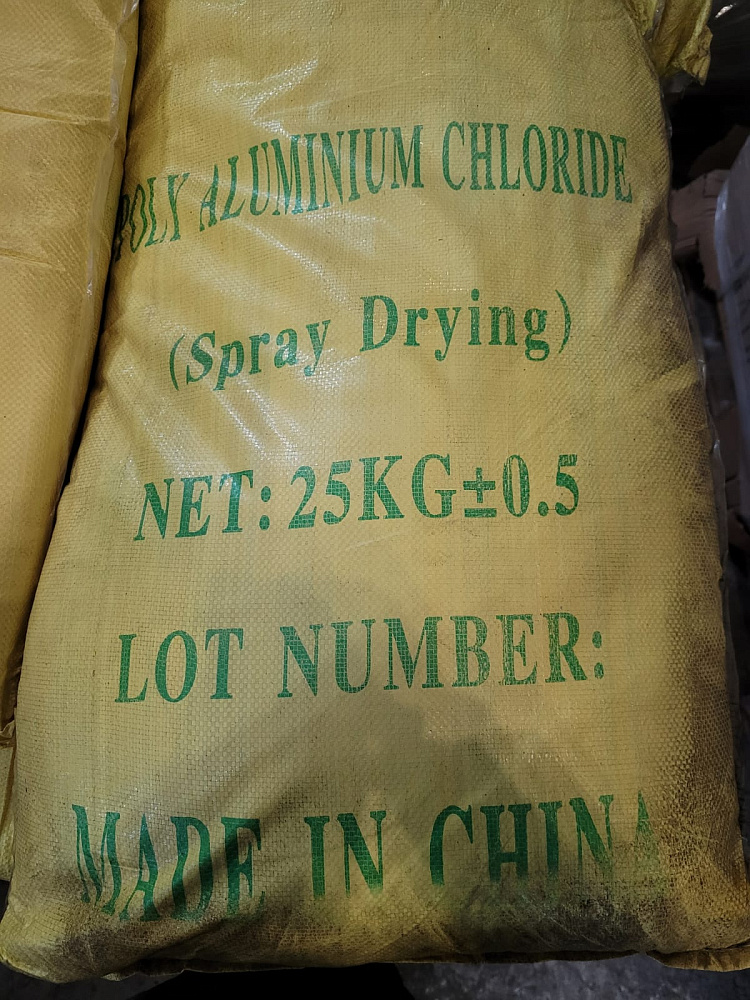 POLY ALUMINIUM CHLORIDE
(Spray Drying)
NET: 25KG±0.5
LOT NUMBER:
MADE IN CHINA